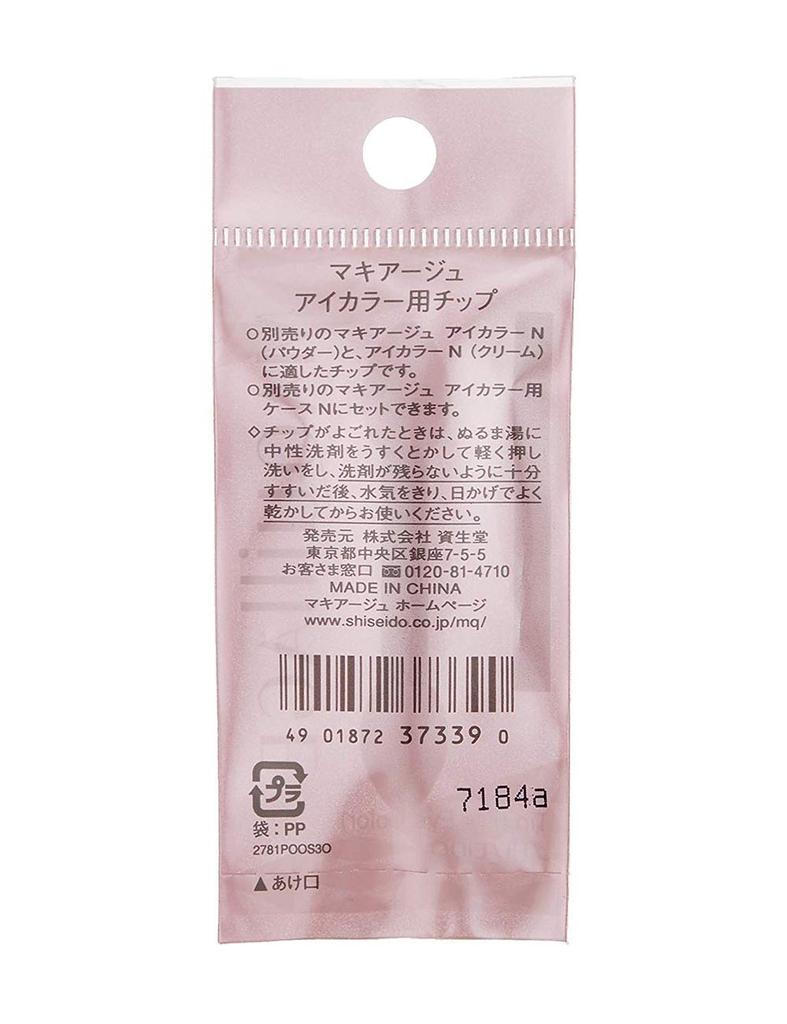 マキアージュ
アイカラー用チップ
○別売りのマキアージュ アイカラーN
(パウダー)と、アイカラーN (クリーム)
に適したチップです。
○別売りのマキアージュ アイカラー用
ケースNにセットできます。
◇チップがよごれたときは、ぬるま湯に
中性洗剤をうすくとかして軽く押し
洗いをし、洗剤が残らないように十分
すすいだ後、水気をきり、日かげでよく
乾かしてからお使いください。
発売元 株式会社 資生堂
東京都中央区銀座7-5-5
お客さま窓口 0120-81-4710
MADE IN CHINA
マキアージュ ホームページ
www.shiseido.co.jp/mq/
49 01872 37339 0
プラ
7184a
袋：PP
2781POOS3O
▲あけ口